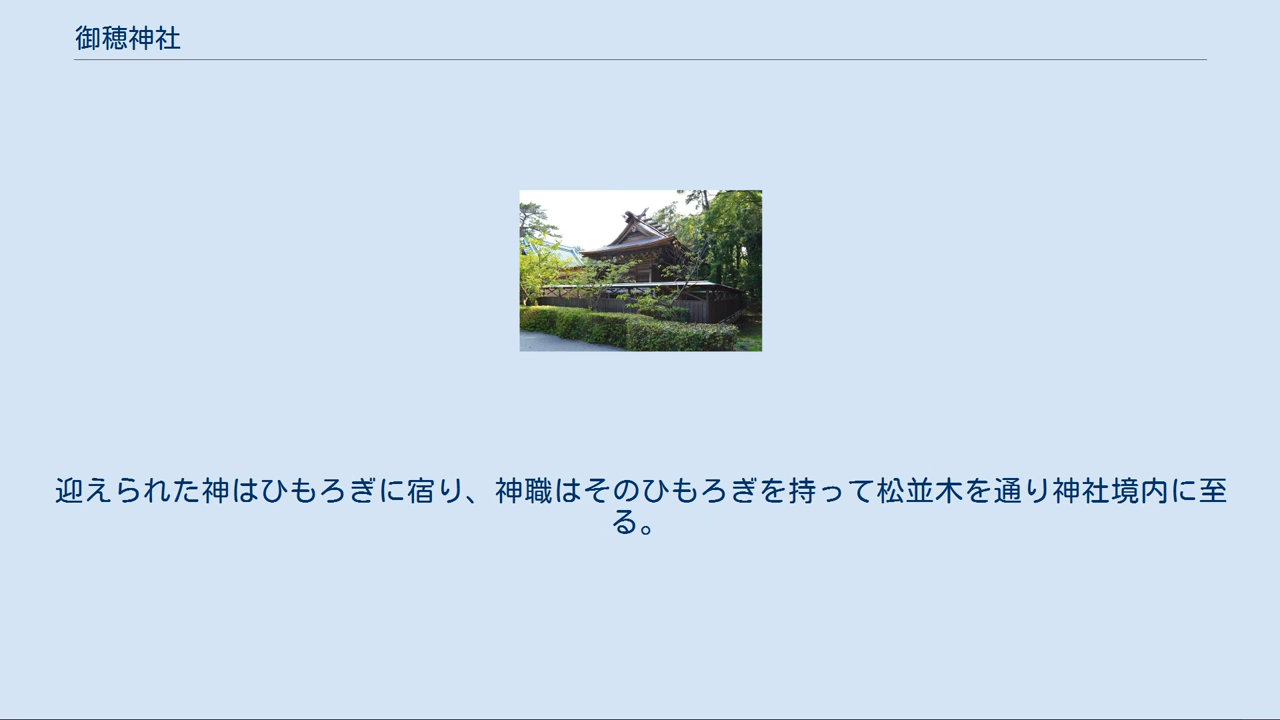 御穂神社
迎えられた神はひもろぎに宿り、神職はそのひもろぎを持って松並木を通り神社境内に至
る。